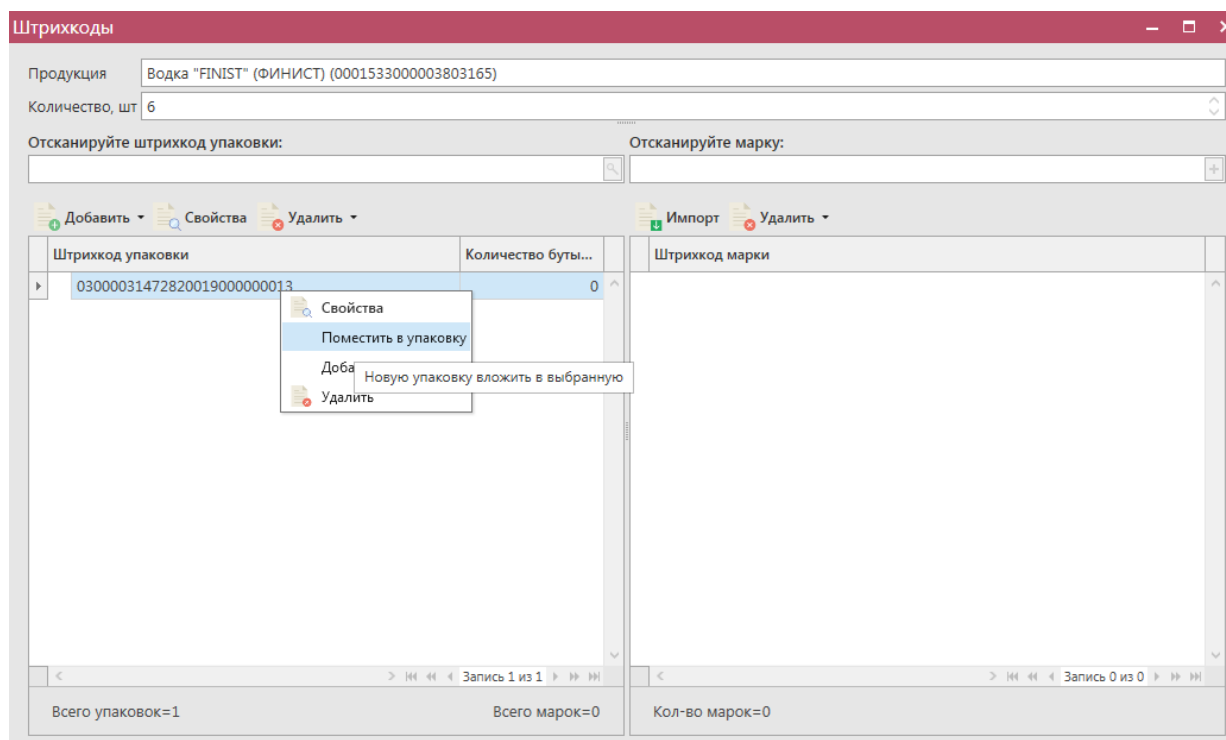 Штрихкоды
Продукция Водка "FINIST" (ФИНИСТ) (0001533000003803165)
Количество, шт 6
Отсканируйте штрихкод упаковки: Отсканируйте марку:
Добавить Свойства Удалить Импорт Удалить
Штрихкод упаковки Количество буты... Штрихкод марки
03000031472820019000000013 0
Свойства
Поместить в упаковку
Доба
Новую упаковку вложить в выбранную
Удалить
Запись 1 из 1 Запись 0 из 0
Всего упаковок=1 Всего марок=0 Кол-во марок=0